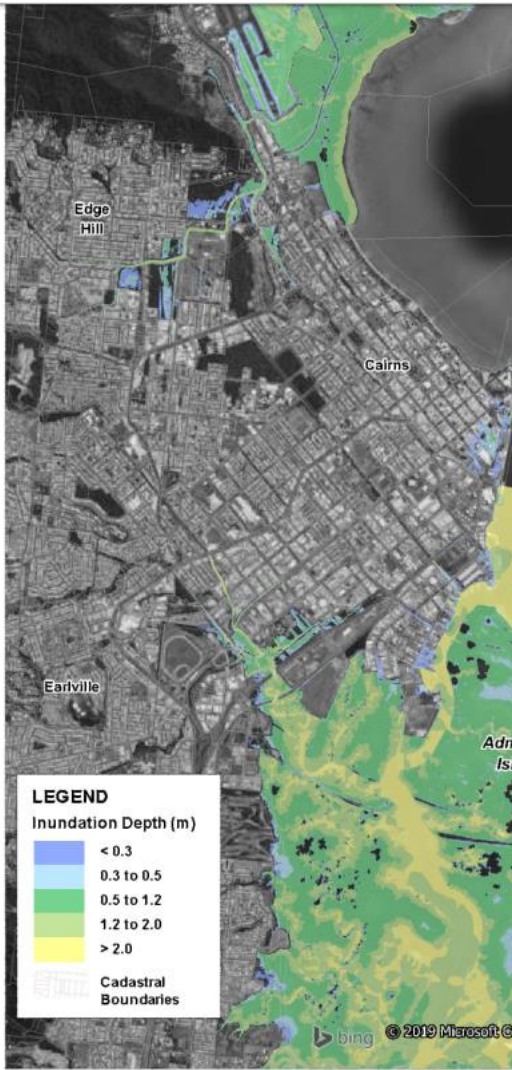 Edge
Hill
Cairns
Earlville
Adm
Isl
LEGEND
Inundation Depth (m)
< 0.3
0.3 to 0.5
0.5 to 1.2
1.2 to 2.0
> 2.0
Cadastral
Boundaries
bing
© 2019 Microsoft C